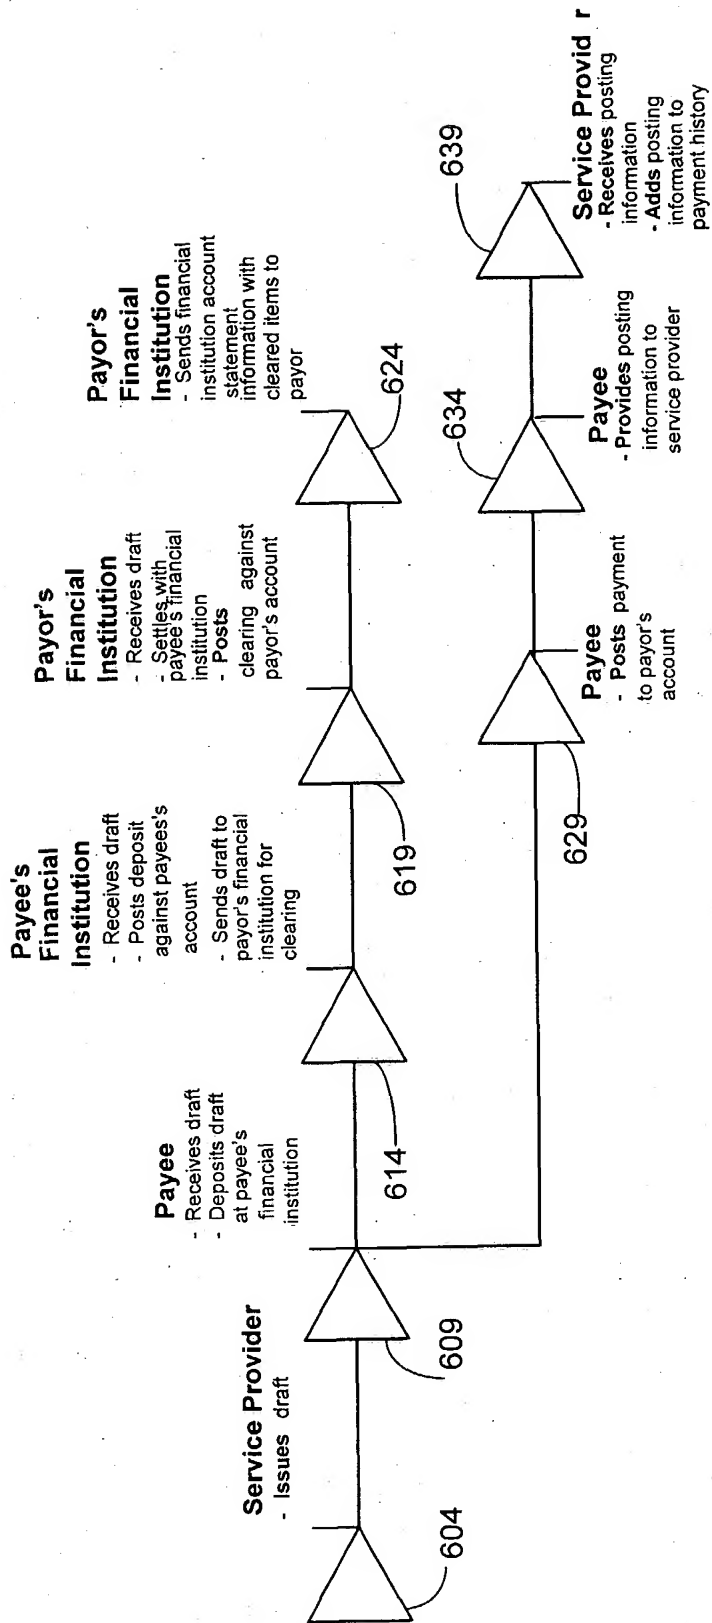 Service Provider
- Issues draft
604
Payee
- Receives draft
- Deposits draft
at payee's
financial
institution
609
Payee's
Financial
Institution
- Receives draft
- Posts deposit
against payees's
account
- Sends draft to
payor's financial
institution for
clearing
614
Payor's
Financial
Institution
- Receives draft
- Settles with
payee's financial
institution
- Posts
clearing against
payor's account
619
Payor's
Financial
Institution
- Sends financial
institution account
statement
information with
cleared items to
payor
624
Payee
- Posts payment
to payor's
account
629
Payee
- Provides posting
information to
service provider
634
Service Provid r
- Receives posting
information
- Adds posting
information to
payment history
639